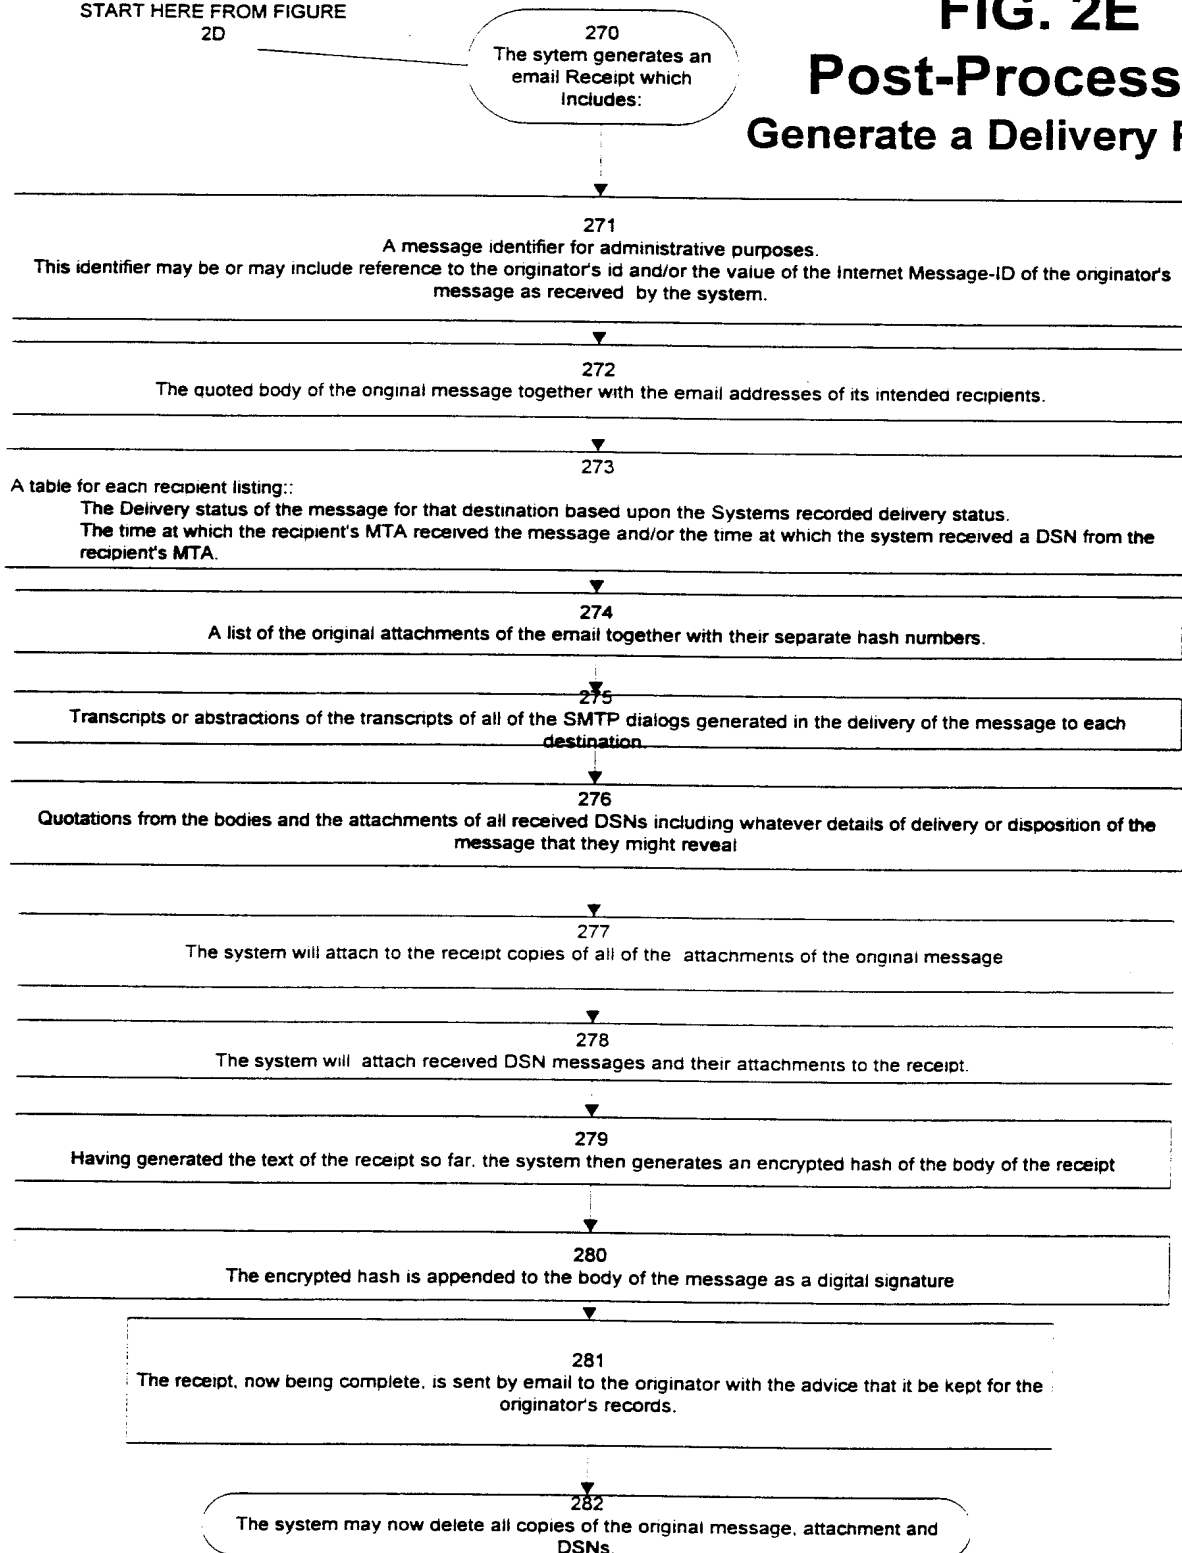 START HERE FROM FIGURE
2D
FIG. 2E
Post-Process
Generate a Delivery
270
The sytem generates an
email Receipt which
Includes:
271
A message identifier for administrative purposes.
This identifier may be or may include reference to the originator's id and/or the value of the Internet Message-ID of the originator's
message as received by the system.
272
The quoted body of the original message together with the email addresses of its intended recipients.
273
A table for each recipient listing::
The Delivery status of the message for that destination based upon the Systems recorded delivery status.
The time at which the recipient's MTA received the message and/or the time at which the system received a DSN from the
recipient's MTA.
274
A list of the original attachments of the email together with their separate hash numbers.
275
Transcripts or abstractions of the transcripts of all of the SMTP dialogs generated in the delivery of the message to each
destination.
276
Quotations from the bodies and the attachments of all received DSNs including whatever details of delivery or disposition of the
message that they might reveal
277
The system will attach to the receipt copies of all of the attachments of the original message
278
The system will attach received DSN messages and their attachments to the receipt.
279
Having generated the text of the receipt so far, the system then generates an encrypted hash of the body of the receipt
280
The encrypted hash is appended to the body of the message as a digital signature
281
The receipt, now being complete, is sent by email to the originator with the advice that it be kept for the
originator's records.
282
The system may now delete all copies of the original message, attachment and
DSNs.